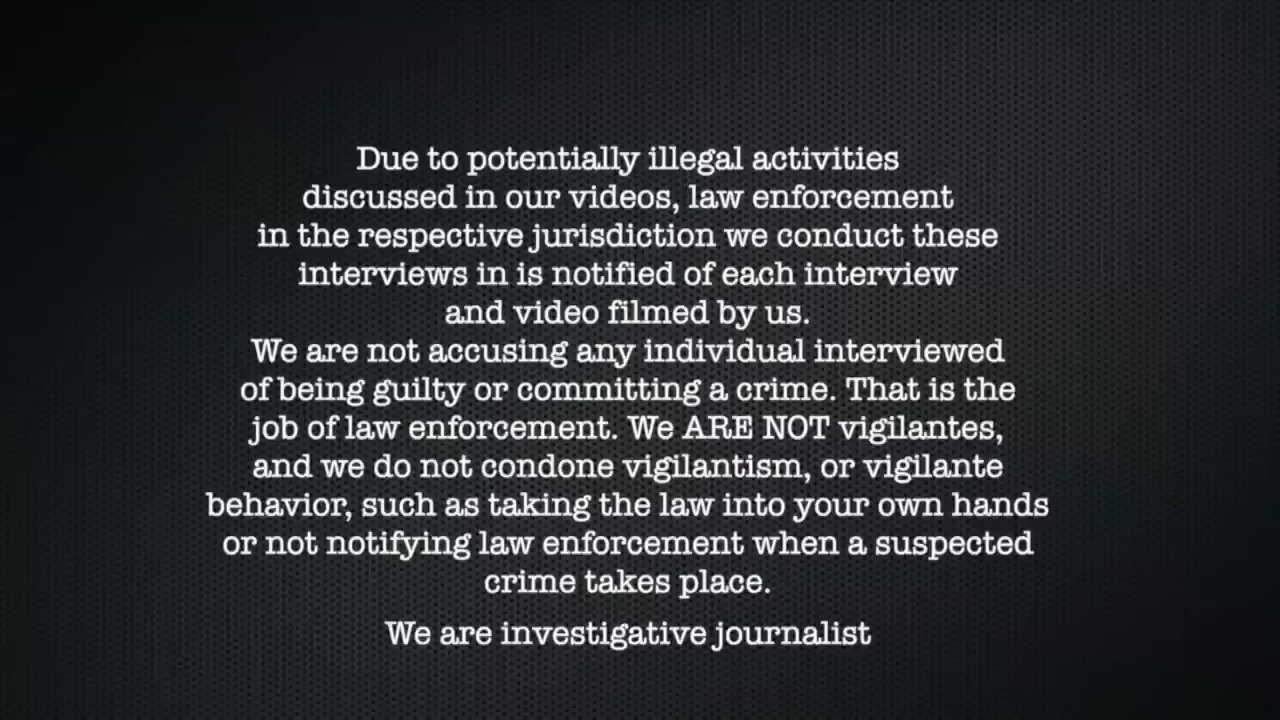 Due to potentially illegal activities
discussed in our videos, law enforcement
in the respective jurisdiction we conduct these
interviews in is notified of each interview
and video filmed by us.
We are not accusing any individual interviewed
of being guilty or committing a crime. That is the
job of law enforcement. We ARE NOT vigilantes,
and we do not condone vigilantism, or vigilante
behavior, such as taking the law into your own hands
or not notifying law enforcement when a suspected
crime takes place.
We are investigative journalist